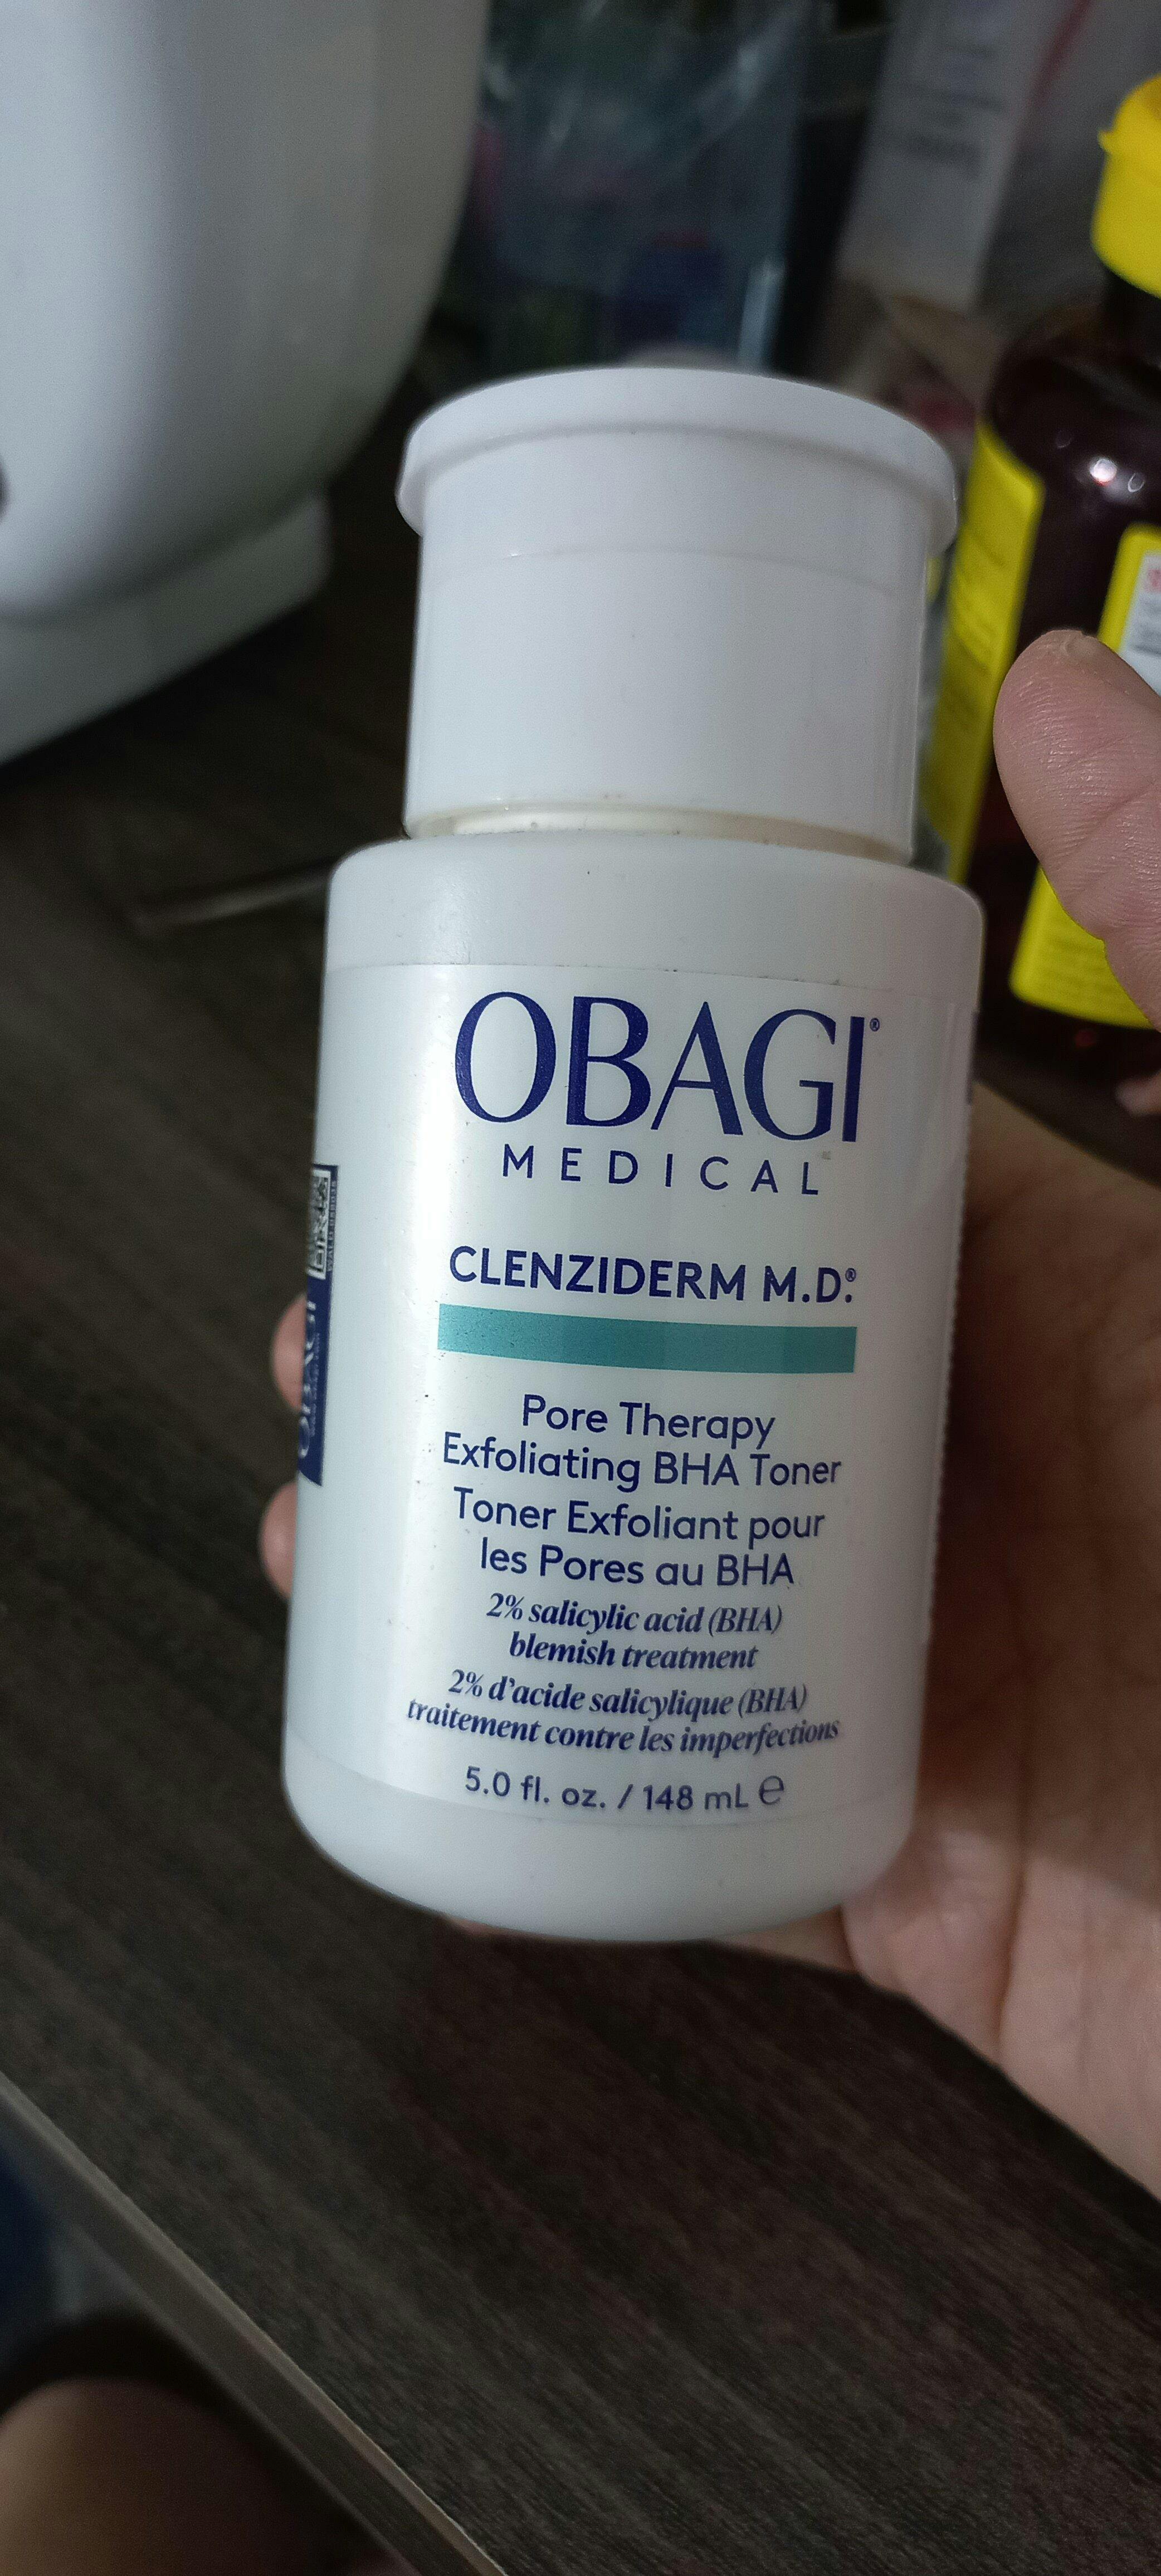 OBAGI®
MEDICAL
CLENZIDERM M.D.®
Pore Therapy
Exfoliating BHA Toner
Toner Exfoliant pour
les Pores au BHA
2% salicylic acid (BHA)
blemish treatment
2% d'acide salicylique (BHA)
traitement contre les imperfections
5.0 fl. oz. / 148 mL ℮
OBAGI